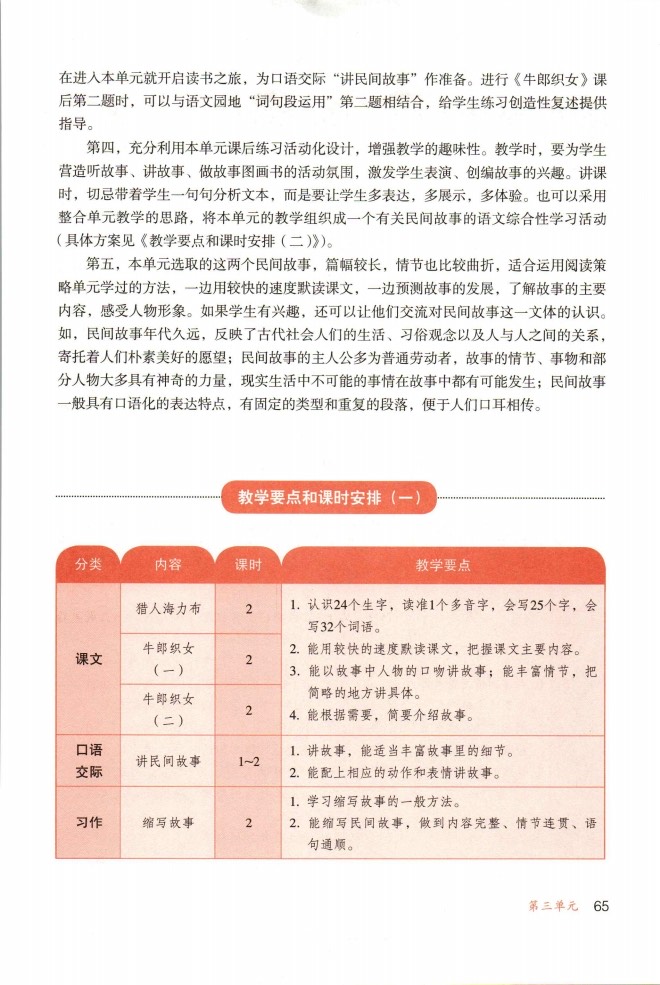 在进入本单元就开启读书之旅，为口语交际“讲民间故事”作准备。进行《牛郎织女》课
后第二题时，可以与语文园地“词句段运用”第二题相结合，给学生练习创造性复述提供
指导。
第四，充分利用本单元课后练习活动化设计，增强教学的趣味性。教学时，要为学生
营造听故事、讲故事、做故事图画书的活动氛围，激发学生表演、创编故事的兴趣。讲课
时，切忌带着学生一句句分析文本，而是要让学生多表达，多展示，多体验。也可以采用
整合单元教学的思路，将本单元的教学组织成一个有关民间故事的语文综合性学习活动
（具体方案见《教学要点和课时安排（二）》）。
第五，本单元选取的这两个民间故事，篇幅较长，情节也比较曲折，适合运用阅读策
略单元学过的方法，一边用较快的速度默读课文，一边预测故事的发展，了解故事的主要
内容，感受人物形象。如果学生有兴趣，还可以让他们交流对民间故事这一文体的认识。
如，民间故事年代久远，反映了古代社会人们的生活、习俗观念以及人与人之间的关系，
寄托着人们朴素美好的愿望；民间故事的主人公多为普通劳动者，故事的情节、事物和部
分人物大多具有神奇的力量，现实生活中不可能的事情在故事中都有可能发生；民间故事
一般具有口语化的表达特点，有固定的类型和重复的段落，便于人们口耳相传。
教学要点和课时安排（一）
分类 内容 课时 教学要点
课文
猎人海力布 2
牛郎织女
（一）
2
牛郎织女
（二）
2
1. 认识24个生字，读准1个多音字，会写25个字，会
写32个词语。
2. 能用较快的速度默读课文，把握课文主要内容。
3. 能以故事中人物的口吻讲故事；能丰富情节，把
简略的地方讲具体。
4. 能根据需要，简要介绍故事。
口语
交际
讲民间故事 1~2
1. 讲故事，能适当丰富故事里的细节。
2. 能配上相应的动作和表情讲故事。
习作 缩写故事 2
1. 学习缩写故事的一般方法。
2. 能缩写民间故事，做到内容完整、情节连贯、语
句通顺。
第三单元 65